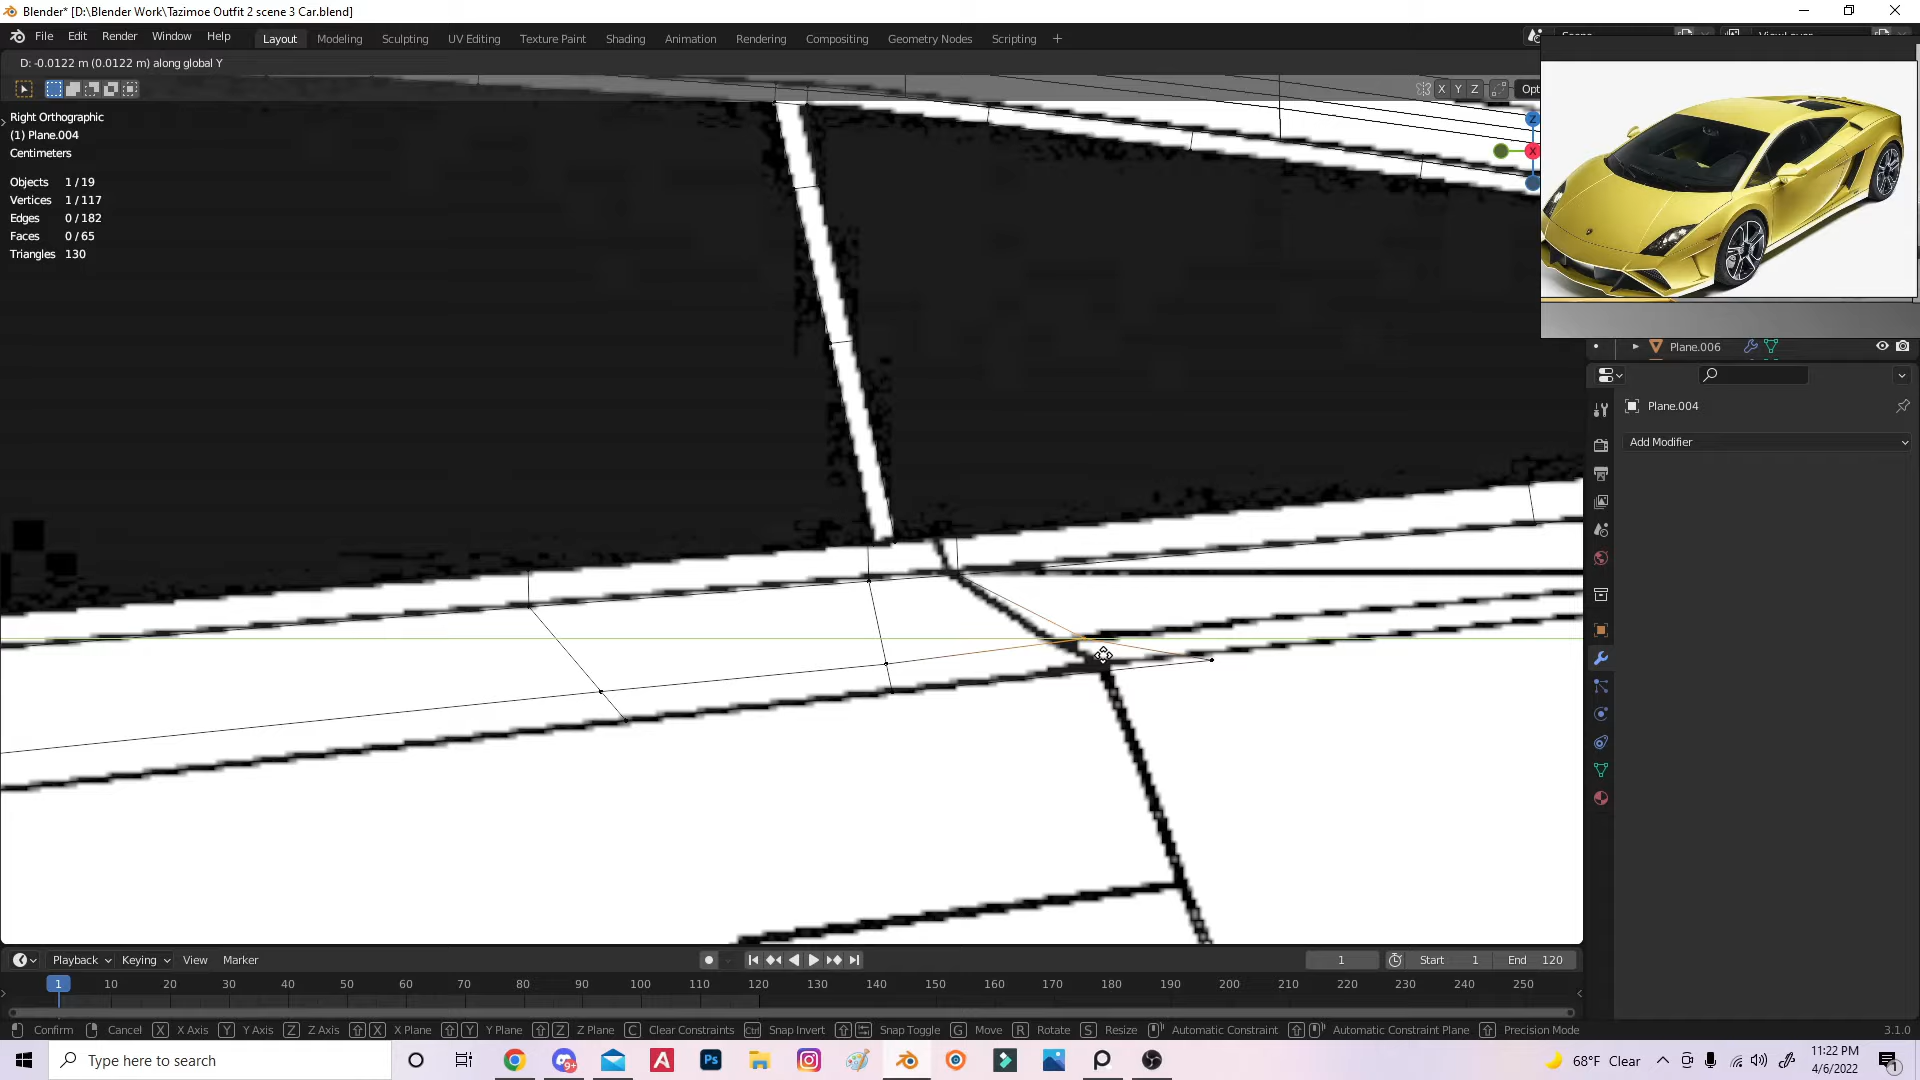 Blender* [D:\Blender Work\Tazimoe Outfit 2 scene 3 Car.blend]
File Edit Render Window Help Layout Modeling Sculpting UV Editing Texture Paint Shading Animation Rendering Compositing Geometry Nodes Scripting +
D: -0.0122 m (0.0122 m) along global Y
X Y Z Opt
Right Orthographic
(1) Plane.004
Centimeters
Objects 1 / 19
Vertices 1 / 117
Edges 0 / 182
Faces 0 / 65
Triangles 130
Z
X
Plane.006
Plane.004
Add Modifier
Playback Keying View Marker 1 Start 1 End 120
1 10 20 30 40 50 60 70 80 90 100 110 120 130 140 150 160 170 180 190 200 210 220 230 240 250
Confirm Cancel X X Axis Y Y Axis Z Z Axis X X Plane Y Y Plane Z Z Plane C Clear Constraints Ctrl Snap Invert Snap Toggle G Move R Rotate S Resize Automatic Constraint Automatic Constraint Plane Precision Mode 3.1.0
Type here to search
Ps
68°F Clear
11:22 PM
4/6/2022